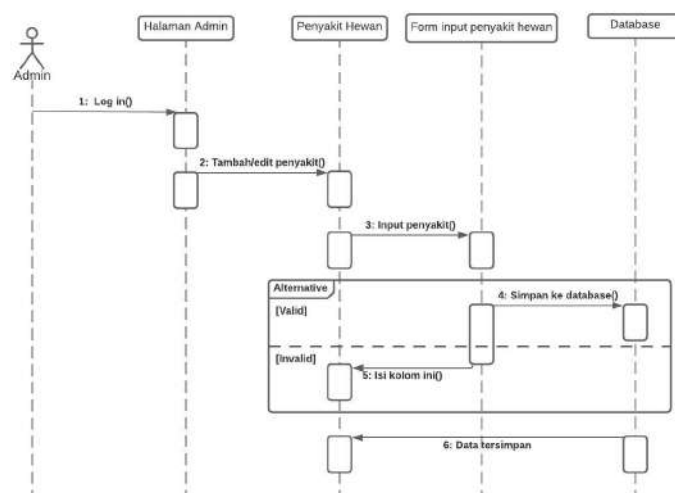 Halaman Admin
Penyakit Hewan
Form input penyakit hewan
Database
Admin
1: Log in()
2: Tambah/edit penyakit()
3: Input penyakit()
Alternative
4: Simpan ke database()
[Valid]
[Invalid]
5: Isi kolom ini()
6: Data tersimpan